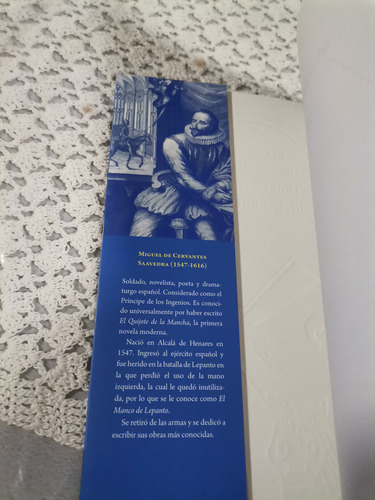 Miguel de Cervantes
Saavedra (1547-1616)
Soldado, novelista, poeta y drama-
turgo español. Considerado como el
Príncipe de los Ingenios. Es conocido
universalmente por haber escrito
El Quijote de la Mancha, la primera
novela moderna.
Nació en Alcalá de Henares en
1547. Ingresó al ejército español y
fue herido en la batalla de Lepanto en
la que perdió el uso de la mano
izquierda, la cual le quedó inutiliza-
da, por lo que se le conoce como El
Manco de Lepanto.
Se retiró de las armas y se dedicó a
escribir sus obras más conocidas.